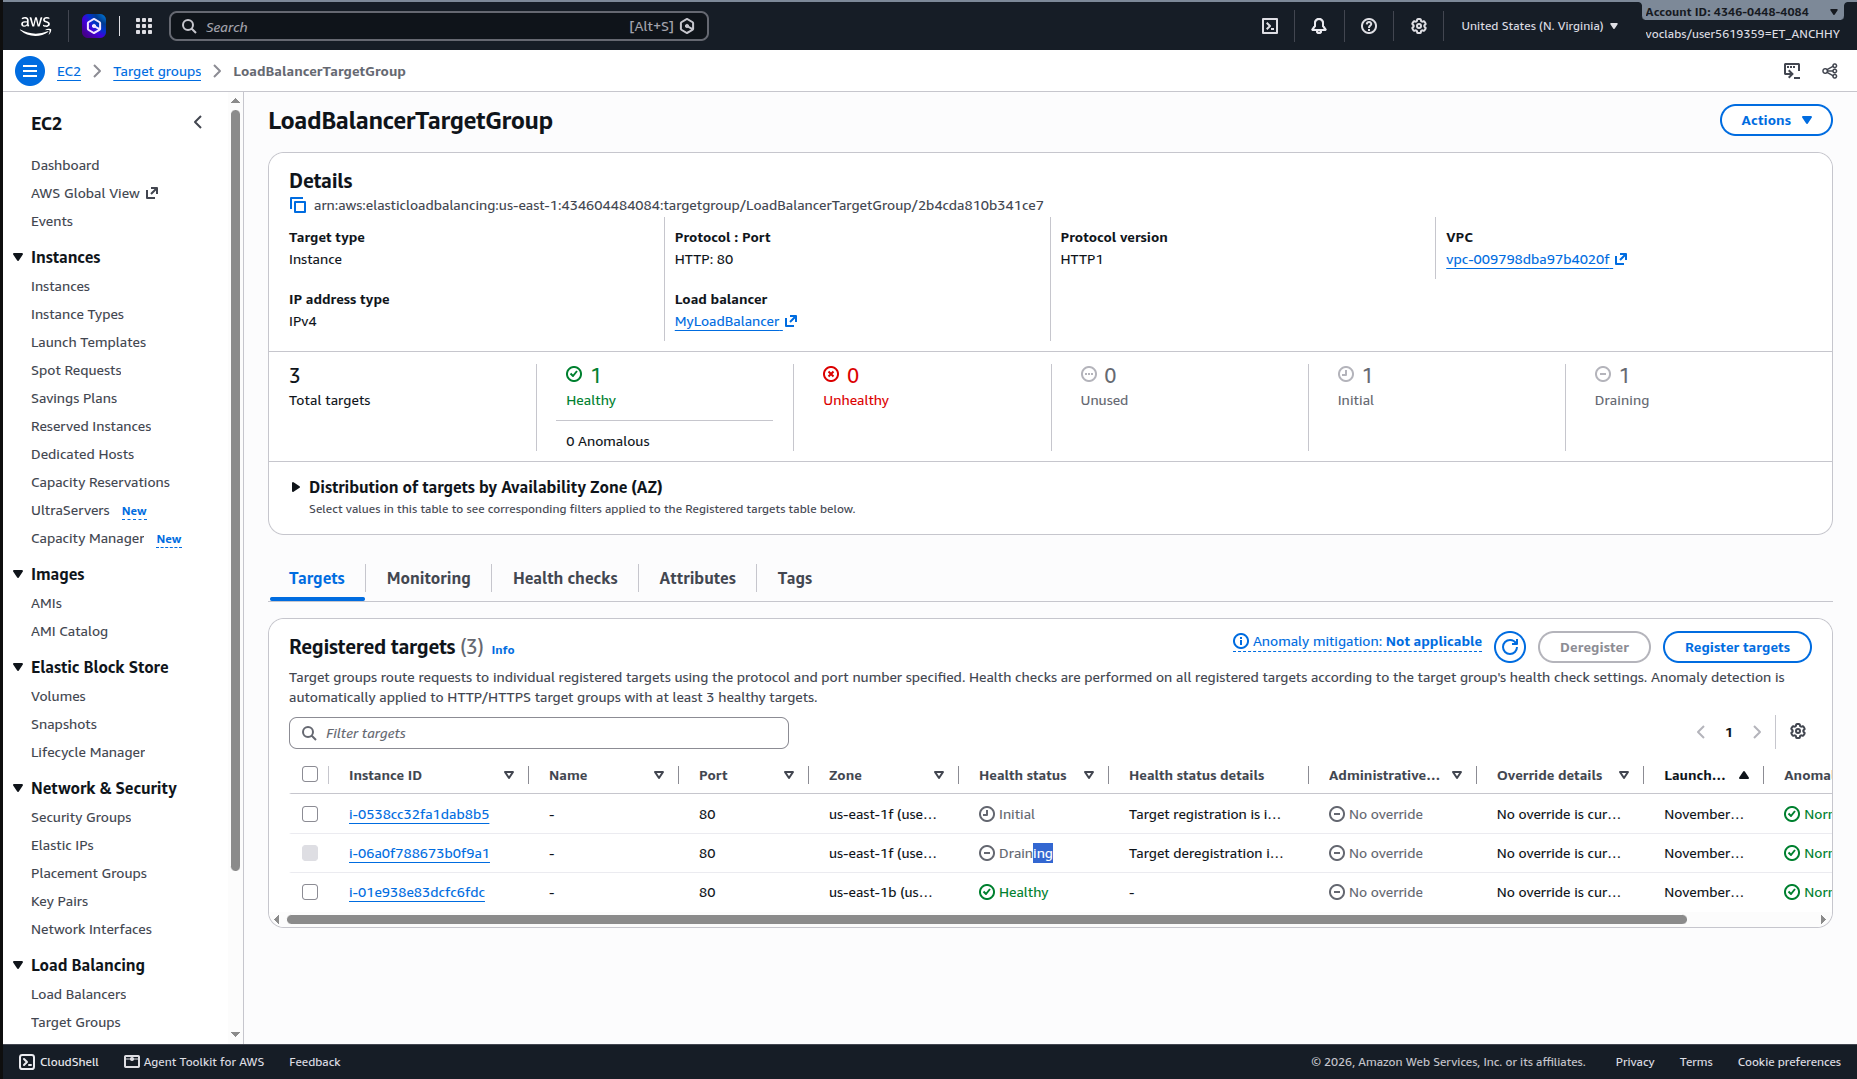 aws
Search
[Alt+S]
United States (N. Virginia)
Account ID: 4346-0448-4084
voclabs/user5619359=ET_ANCHHY
EC2
Target groups
LoadBalancerTargetGroup
EC2
Dashboard
AWS Global View
Events
Instances
Instances
Instance Types
Launch Templates
Spot Requests
Savings Plans
Reserved Instances
Dedicated Hosts
Capacity Reservations
UltraServers New
Capacity Manager New
Images
AMIs
AMI Catalog
Elastic Block Store
Volumes
Snapshots
Lifecycle Manager
Network & Security
Security Groups
Elastic IPs
Placement Groups
Key Pairs
Network Interfaces
Load Balancing
Load Balancers
Target Groups
LoadBalancerTargetGroup
Actions
Details
arn:aws:elasticloadbalancing:us-east-1:434604484084:targetgroup/LoadBalancerTargetGroup/2b4cda810b341ce7
Target type
Instance
Protocol : Port
HTTP: 80
Protocol version
HTTP1
VPC
vpc-009798dba97b4020f
IP address type
IPv4
Load balancer
MyLoadBalancer
3
Total targets
1
Healthy
0 Anomalous
0
Unhealthy
0
Unused
1
Initial
1
Draining
Distribution of targets by Availability Zone (AZ)
Select values in this table to see corresponding filters applied to the Registered targets table below.
Targets
Monitoring
Health checks
Attributes
Tags
Registered targets (3) Info
Anomaly mitigation: Not applicable
Deregister
Register targets
Target groups route requests to individual registered targets using the protocol and port number specified. Health checks are performed on all registered targets according to the target group's health check settings. Anomaly detection is
automatically applied to HTTP/HTTPS target groups with at least 3 healthy targets.
Filter targets
1
Instance ID Name Port Zone Health status Health status details Administrative... Override details Launch... Anoma
i-0538cc32fa1dab8b5 - 80 us-east-1f (use... Initial Target registration is i... No override No override is cur... November... Norr
i-06a0f788673b0f9a1 - 80 us-east-1f (use... Draining Target deregistration i... No override No override is cur... November... Norr
i-01e938e83dcfc6fdc - 80 us-east-1b (us... Healthy - No override No override is cur... November... Norr
CloudShell
Agent Toolkit for AWS
Feedback
© 2026, Amazon Web Services, Inc. or its affiliates.
Privacy
Terms
Cookie preferences